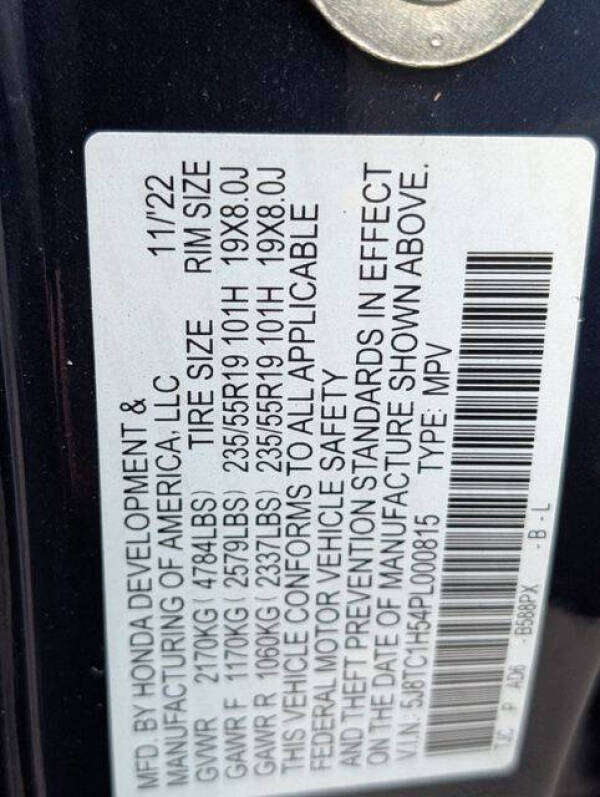 MFD. BY HONDA DEVELOPMENT &
MANUFACTURING OF AMERICA, LLC 11/'22
GVWR 2170KG ( 4784LBS) TIRE SIZE RIM SIZE
GAWR F 1170KG ( 2579LBS) 235/55R19 101H 19X8.0J
GAWR R 1060KG ( 2337LBS) 235/55R19 101H 19X8.0J
THIS VEHICLE CONFORMS TO ALL APPLICABLE
FEDERAL MOTOR VEHICLE SAFETY
AND THEFT PREVENTION STANDARDS IN EFFECT
ON THE DATE OF MANUFACTURE SHOWN ABOVE.
V.I.N.: 5J8TC1H54PL000815 TYPE: MPV
TJC P AD6 - B588PX - B - L